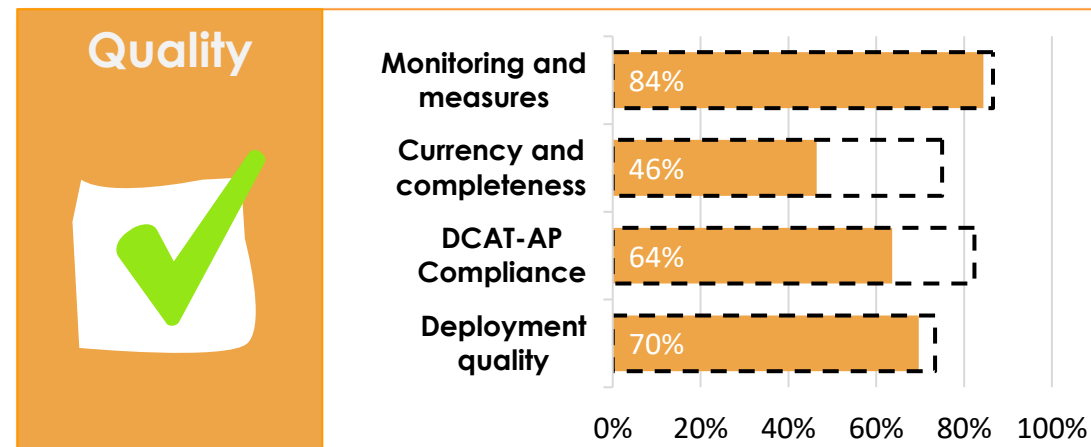 Quality
Monitoring and
measures
84%
Currency and
completeness
46%
DCAT-AP
Compliance
64%
Deployment
quality
70%
0% 20% 40% 60% 80% 100%